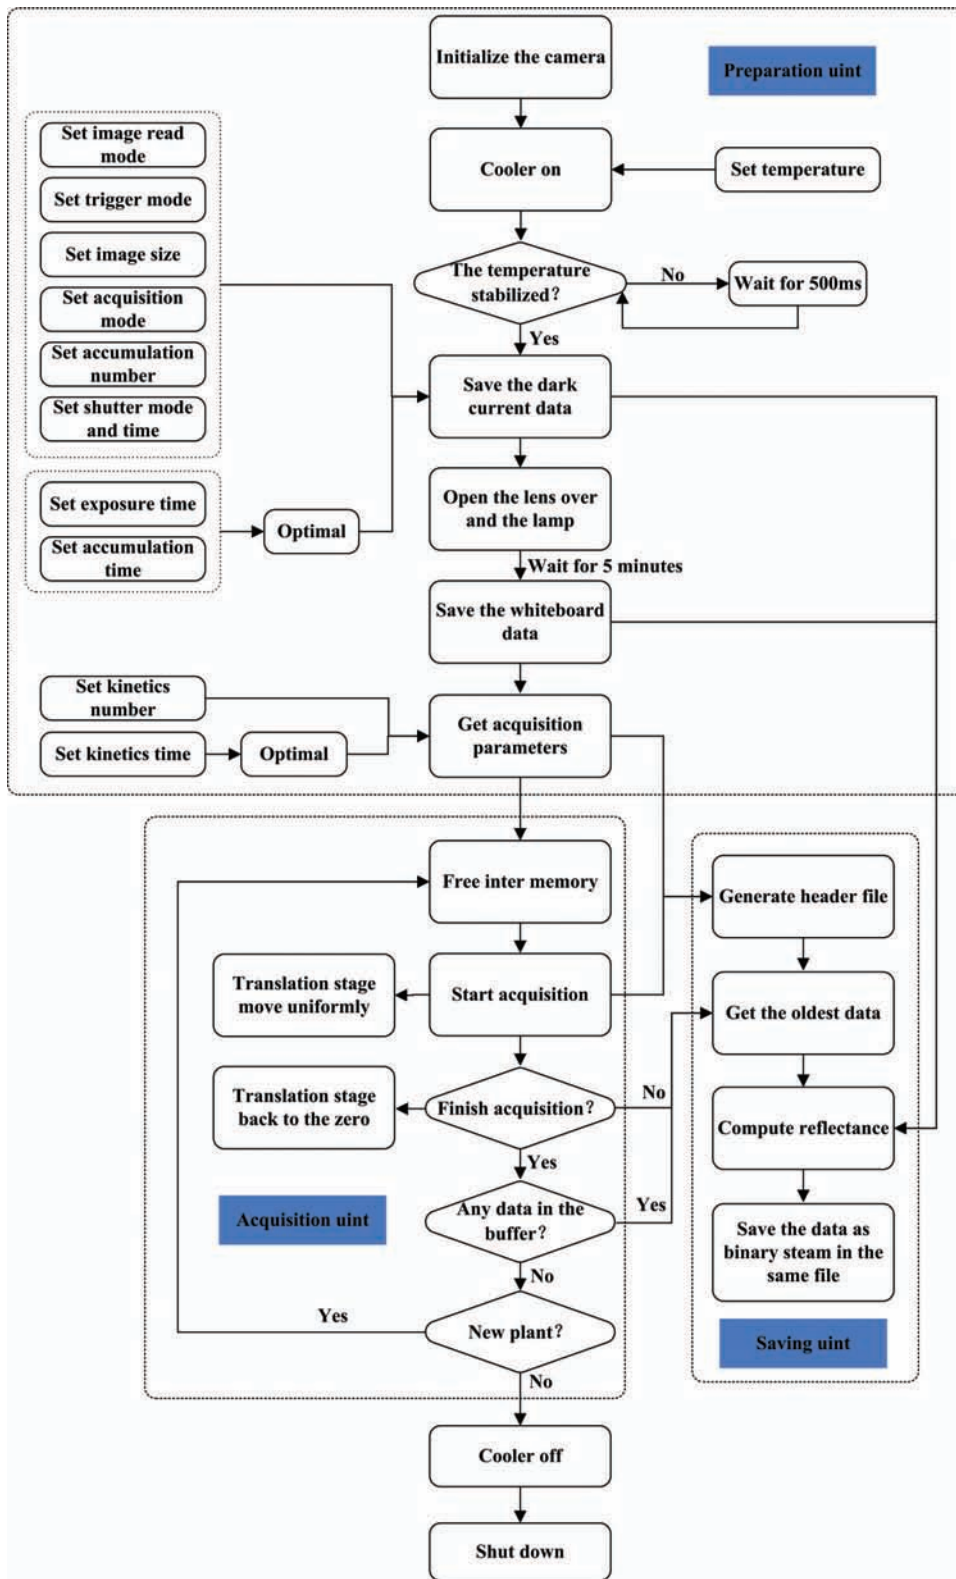 Initialize the camera
Preparation uint
Set image read
mode
Set trigger mode
Set image size
Set acquisition
mode
Set accumulation
number
Set shutter mode
and time
Cooler on
Set temperature
The temperature
stabilized?
No
Wait for 500ms
Yes
Save the dark
current data
Set exposure time
Set accumulation
time
Optimal
Open the lens over
and the lamp
Wait for 5 minutes
Save the whiteboard
data
Set kinetics
number
Set kinetics time
Optimal
Get acquisition
parameters
Free inter memory
Generate header file
Translation stage
move uniformly
Start acquisition
Get the oldest data
Translation stage
back to the zero
Finish acquisition?
No
Yes
Compute reflectance
Acquisition uint
Any data in the
buffer?
Yes
No
Save the data as
binary steam in the
same file
Yes
New plant?
No
Saving uint
Cooler off
Shut down